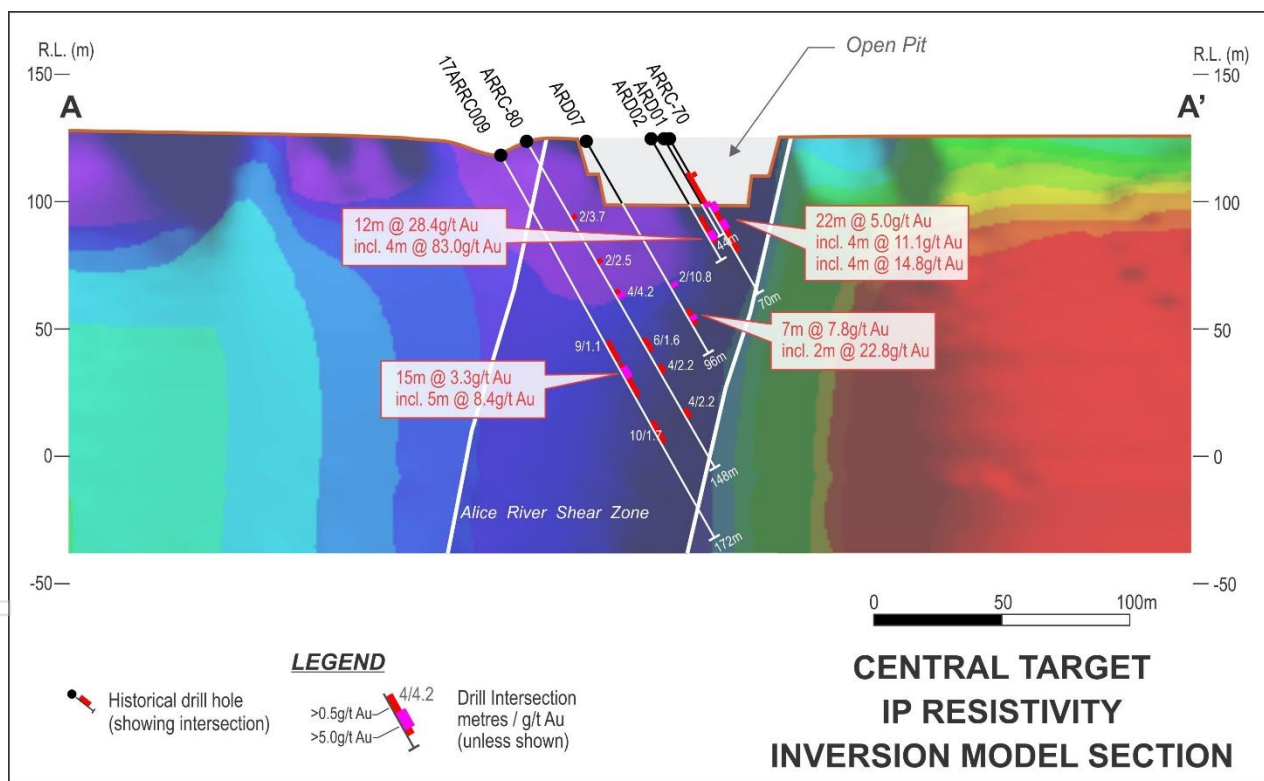 R.L. (m)
R.L. (m)
150
150
A
A'
17ARRC009
ARRC-80
ARD07
ARD02
ARD01
ARRC-70
Open Pit
100
100
12m @ 28.4g/t Au
incl. 4m @ 83.0g/t Au
22m @ 5.0g/t Au
incl. 4m @ 11.1g/t Au
incl. 4m @ 14.8g/t Au
2/3.7
44m
2/2.5
4/4.2
2/10.8
70m
50
50
7m @ 7.8g/t Au
incl. 2m @ 22.8g/t Au
9/1.1
6/1.6
4/2.2
96m
15m @ 3.3g/t Au
incl. 5m @ 8.4g/t Au
4/2.2
10/1.7
0
0
148m
Alice River Shear Zone
172m
-50
-50
0
50
100m
LEGEND
Historical drill hole
(showing intersection)
4/4.2
>0.5g/t Au
>5.0g/t Au
Drill Intersection
metres / g/t Au
(unless shown)
CENTRAL TARGET
IP RESISTIVITY
INVERSION MODEL SECTION